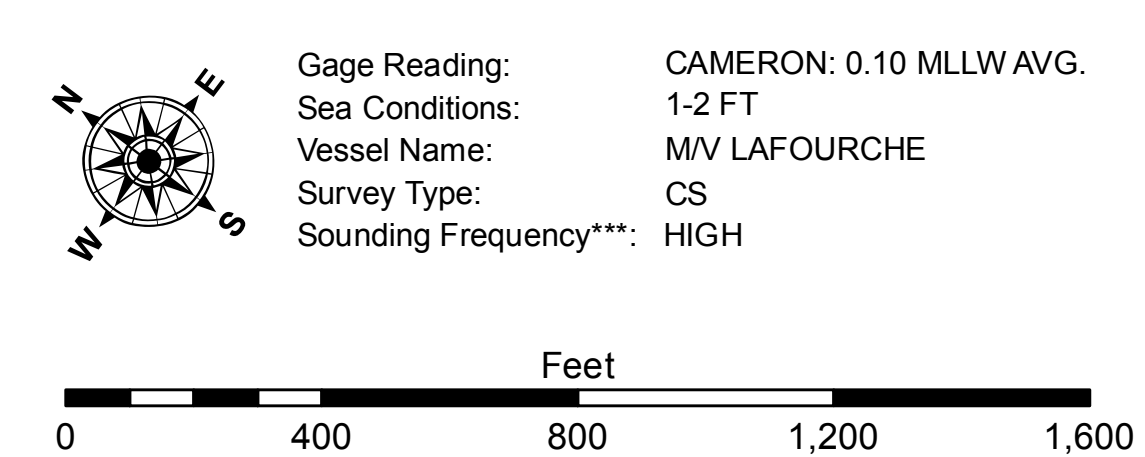 N
E
W
S
Gage Reading: CAMERON: 0.10 MLLW AVG.
Sea Conditions: 1-2 FT
Vessel Name: M/V LAFOURCHE
Survey Type: CS
Sounding Frequency***: HIGH
Feet
0 400 800 1,200 1,600